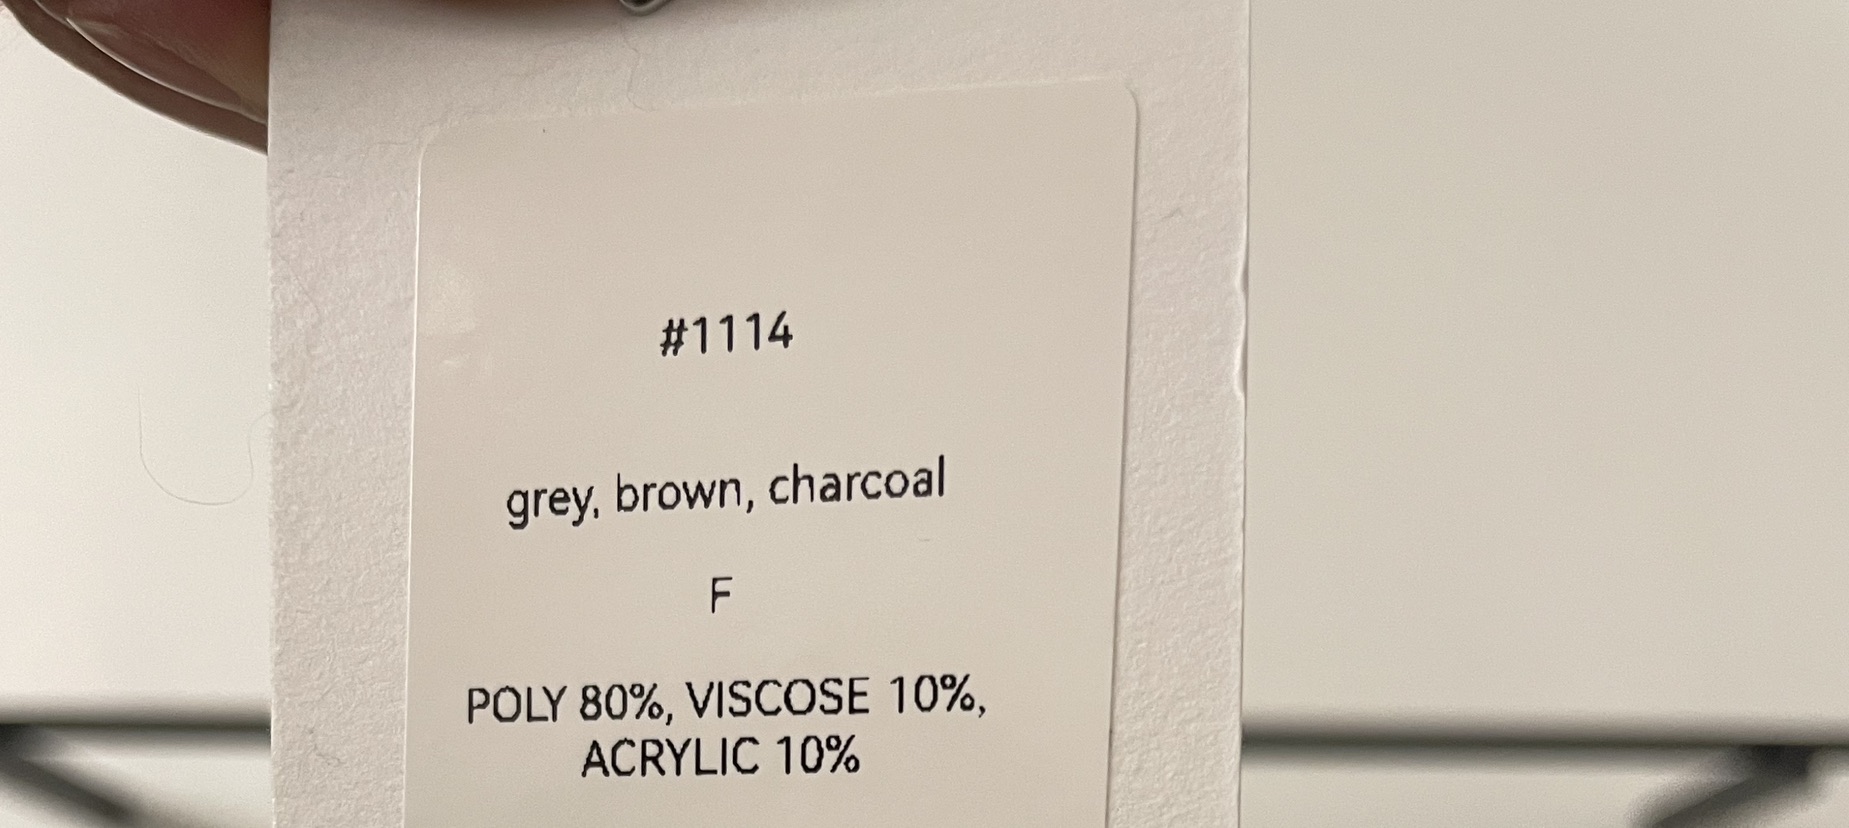 #1114
grey, brown, charcoal
F
POLY 80%, VISCOSE 10%,
ACRYLIC 10%